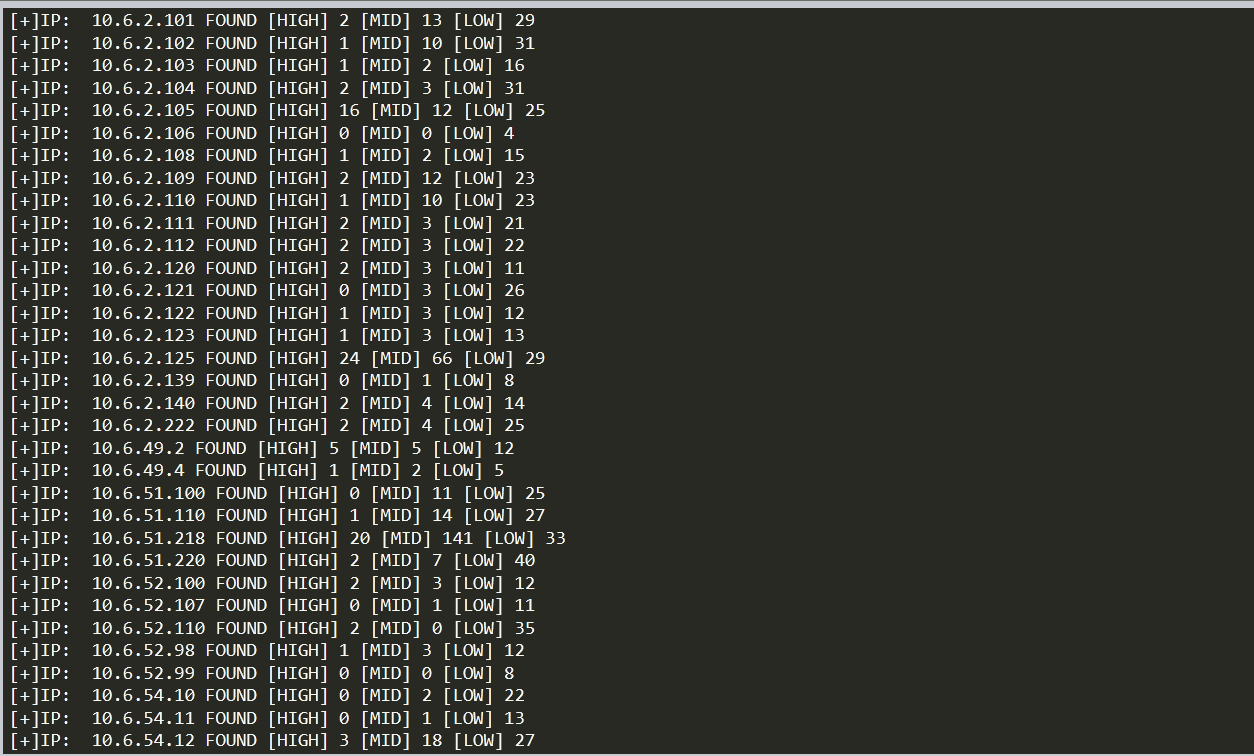 [+]IP:  10.6.2.101 FOUND [HIGH] 2 [MID] 13 [LOW] 29
[+]IP:  10.6.2.102 FOUND [HIGH] 1 [MID] 10 [LOW] 31
[+]IP:  10.6.2.103 FOUND [HIGH] 1 [MID] 2 [LOW] 16
[+]IP:  10.6.2.104 FOUND [HIGH] 2 [MID] 3 [LOW] 31
[+]IP:  10.6.2.105 FOUND [HIGH] 16 [MID] 12 [LOW] 25
[+]IP:  10.6.2.106 FOUND [HIGH] 0 [MID] 0 [LOW] 4
[+]IP:  10.6.2.108 FOUND [HIGH] 1 [MID] 2 [LOW] 15
[+]IP:  10.6.2.109 FOUND [HIGH] 2 [MID] 12 [LOW] 23
[+]IP:  10.6.2.110 FOUND [HIGH] 1 [MID] 10 [LOW] 23
[+]IP:  10.6.2.111 FOUND [HIGH] 2 [MID] 3 [LOW] 21
[+]IP:  10.6.2.112 FOUND [HIGH] 2 [MID] 3 [LOW] 22
[+]IP:  10.6.2.120 FOUND [HIGH] 2 [MID] 3 [LOW] 11
[+]IP:  10.6.2.121 FOUND [HIGH] 0 [MID] 3 [LOW] 26
[+]IP:  10.6.2.122 FOUND [HIGH] 1 [MID] 3 [LOW] 12
[+]IP:  10.6.2.123 FOUND [HIGH] 1 [MID] 3 [LOW] 13
[+]IP:  10.6.2.125 FOUND [HIGH] 24 [MID] 66 [LOW] 29
[+]IP:  10.6.2.139 FOUND [HIGH] 0 [MID] 1 [LOW] 8
[+]IP:  10.6.2.140 FOUND [HIGH] 2 [MID] 4 [LOW] 14
[+]IP:  10.6.2.222 FOUND [HIGH] 2 [MID] 4 [LOW] 25
[+]IP:  10.6.49.2 FOUND [HIGH] 5 [MID] 5 [LOW] 12
[+]IP:  10.6.49.4 FOUND [HIGH] 1 [MID] 2 [LOW] 5
[+]IP:  10.6.51.100 FOUND [HIGH] 0 [MID] 11 [LOW] 25
[+]IP:  10.6.51.110 FOUND [HIGH] 1 [MID] 14 [LOW] 27
[+]IP:  10.6.51.218 FOUND [HIGH] 20 [MID] 141 [LOW] 33
[+]IP:  10.6.51.220 FOUND [HIGH] 2 [MID] 7 [LOW] 40
[+]IP:  10.6.52.100 FOUND [HIGH] 2 [MID] 3 [LOW] 12
[+]IP:  10.6.52.107 FOUND [HIGH] 0 [MID] 1 [LOW] 11
[+]IP:  10.6.52.110 FOUND [HIGH] 2 [MID] 0 [LOW] 35
[+]IP:  10.6.52.98 FOUND [HIGH] 1 [MID] 3 [LOW] 12
[+]IP:  10.6.52.99 FOUND [HIGH] 0 [MID] 0 [LOW] 8
[+]IP:  10.6.54.10 FOUND [HIGH] 0 [MID] 2 [LOW] 22
[+]IP:  10.6.54.11 FOUND [HIGH] 0 [MID] 1 [LOW] 13
[+]IP:  10.6.54.12 FOUND [HIGH] 3 [MID] 18 [LOW] 27